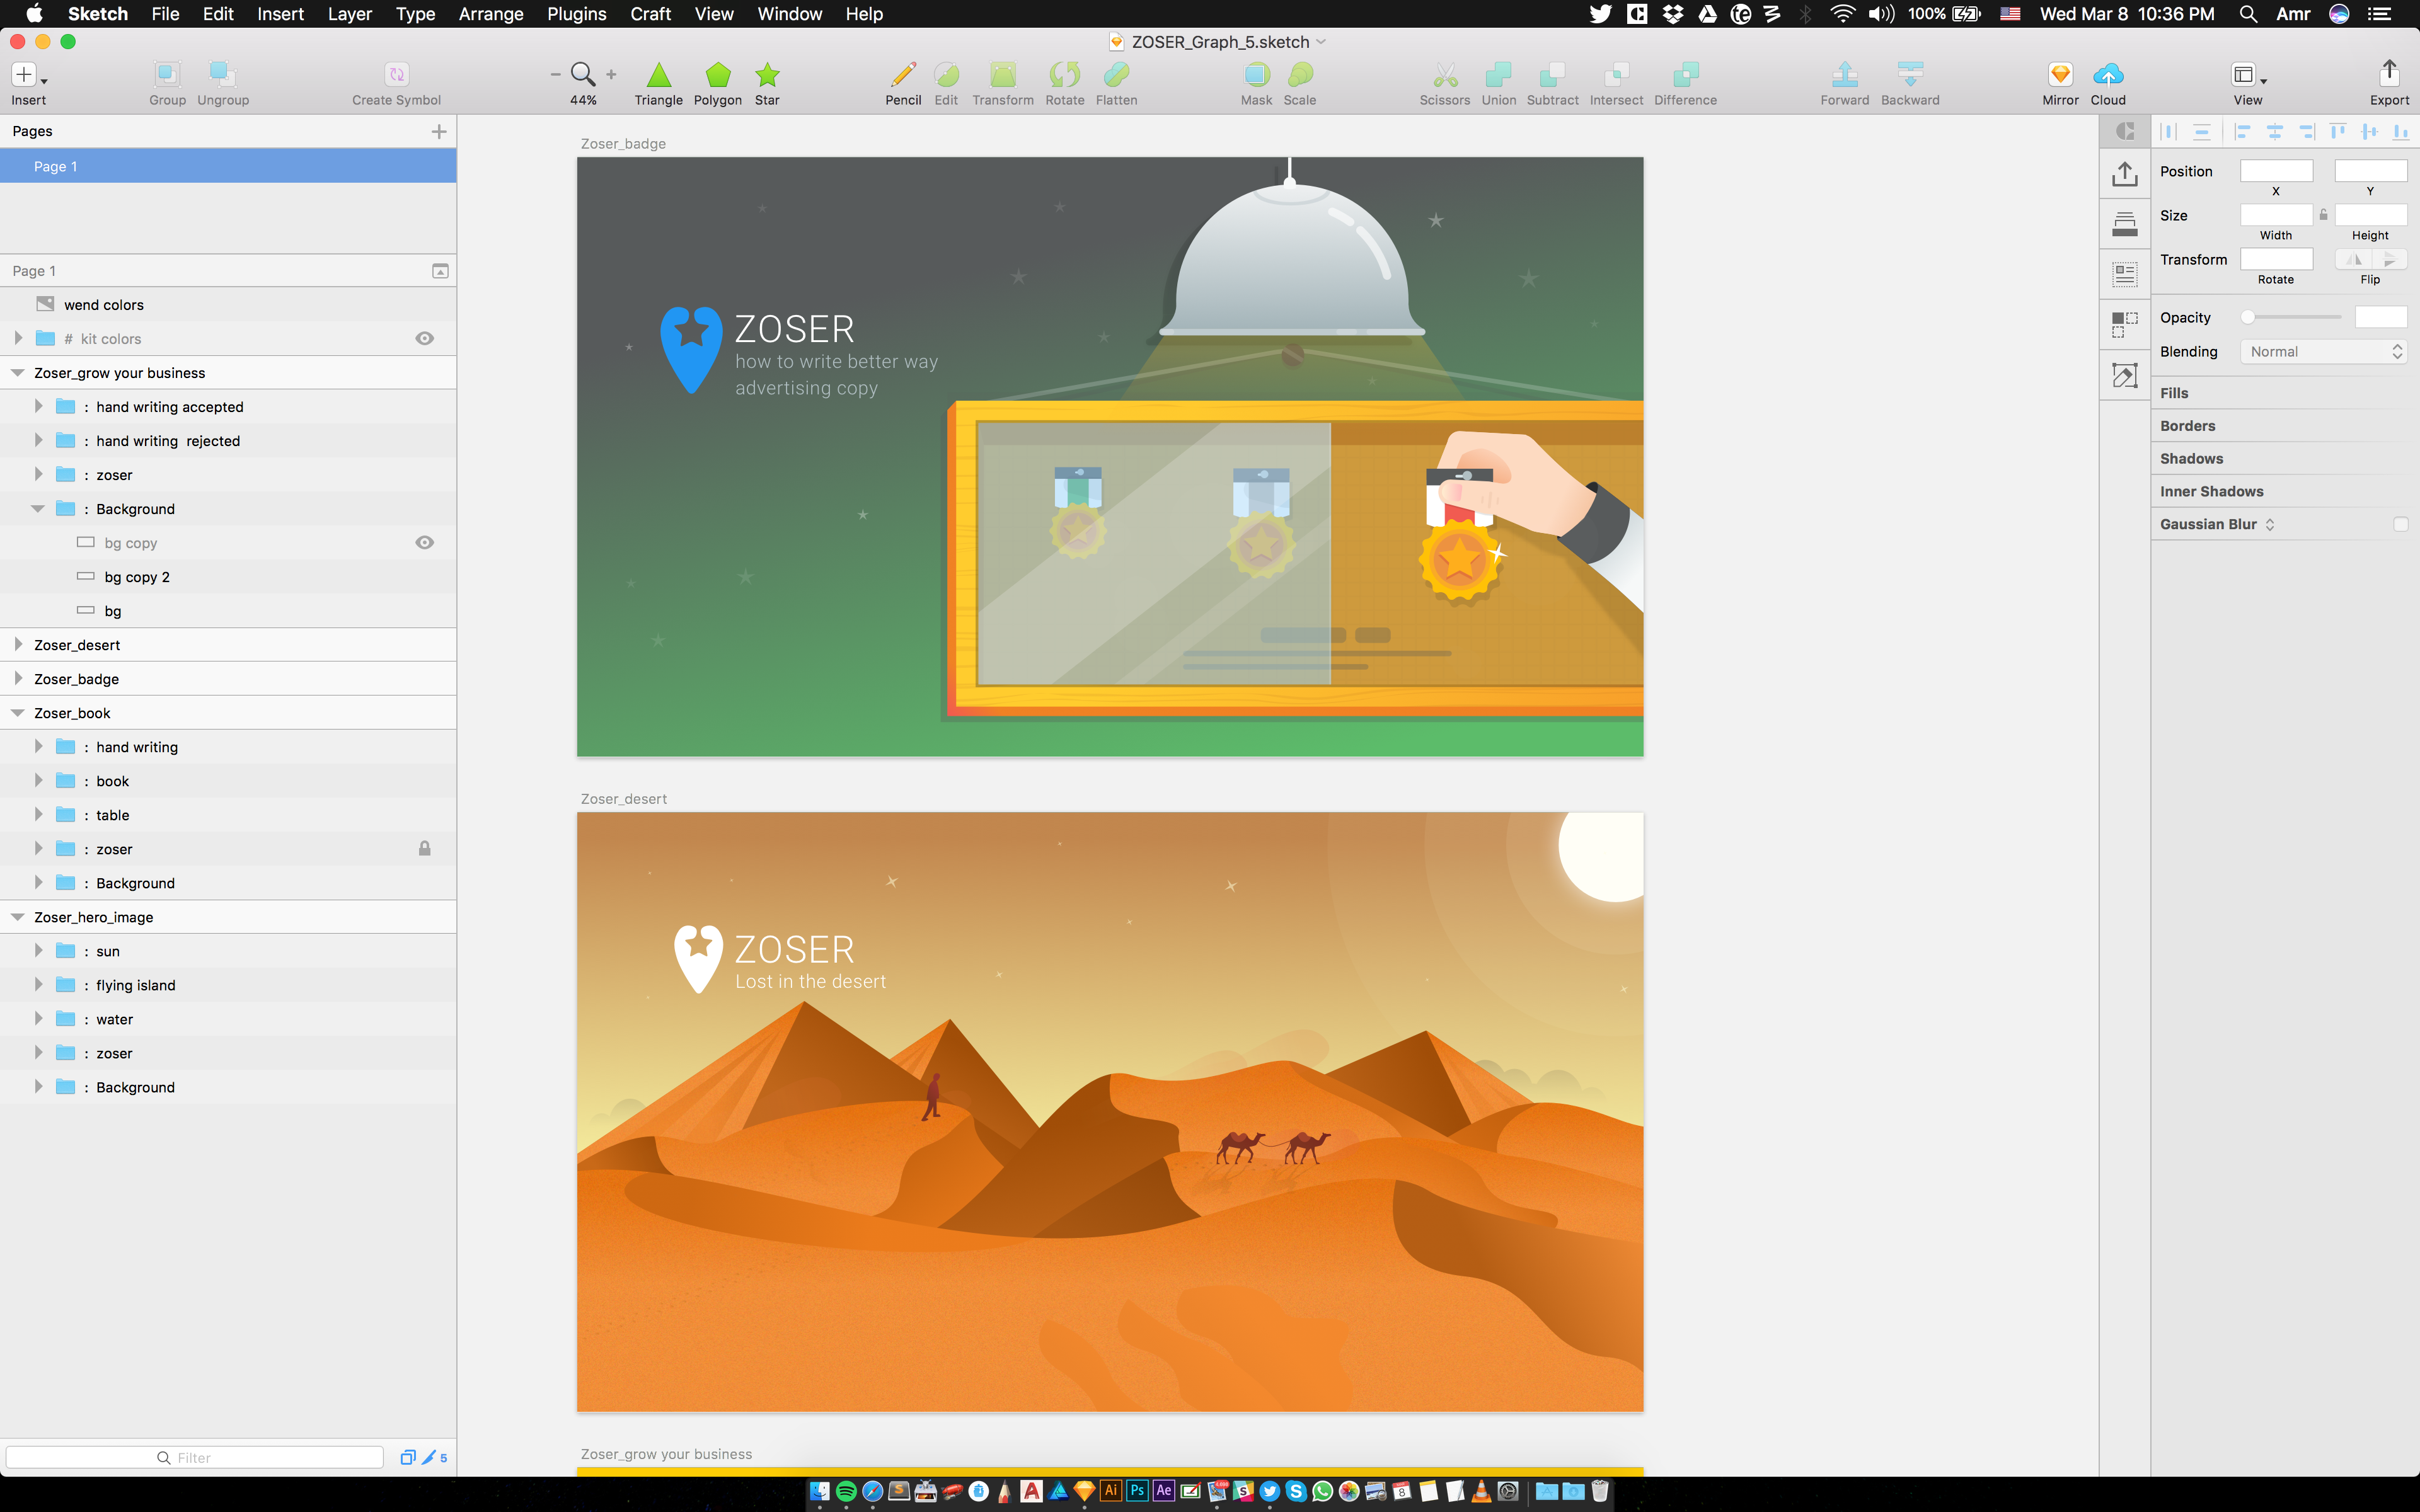 Sketch File Edit Insert Layer Type Arrange Plugins Craft View Window Help 100% Wed Mar 8 10:36 PM Amr
ZOSER_Graph_5.sketch
Insert Group Ungroup Create Symbol 44% Triangle Polygon Star Pencil Edit Transform Rotate Flatten Mask Scale Scissors Union Subtract Intersect Difference Forward Backward Mirror Cloud View Export
Pages
Page 1
Page 1
wend colors
# kit colors
Zoser_grow your business
: hand writing accepted
: hand writing rejected
: zoser
: Background
bg copy
bg copy 2
bg
Zoser_desert
Zoser_badge
Zoser_book
: hand writing
: book
: table
: zoser
: Background
Zoser_hero_image
: sun
: flying island
: water
: zoser
: Background
Filter
5
Zoser_badge
ZOSER
how to write better way
advertising copy
Zoser_desert
ZOSER
Lost in the desert
Zoser_grow your business
Position
X Y
Size
Width Height
Transform
Rotate Flip
Opacity
Blending Normal
Fills
Borders
Shadows
Inner Shadows
Gaussian Blur
Ai Ps Ae
8